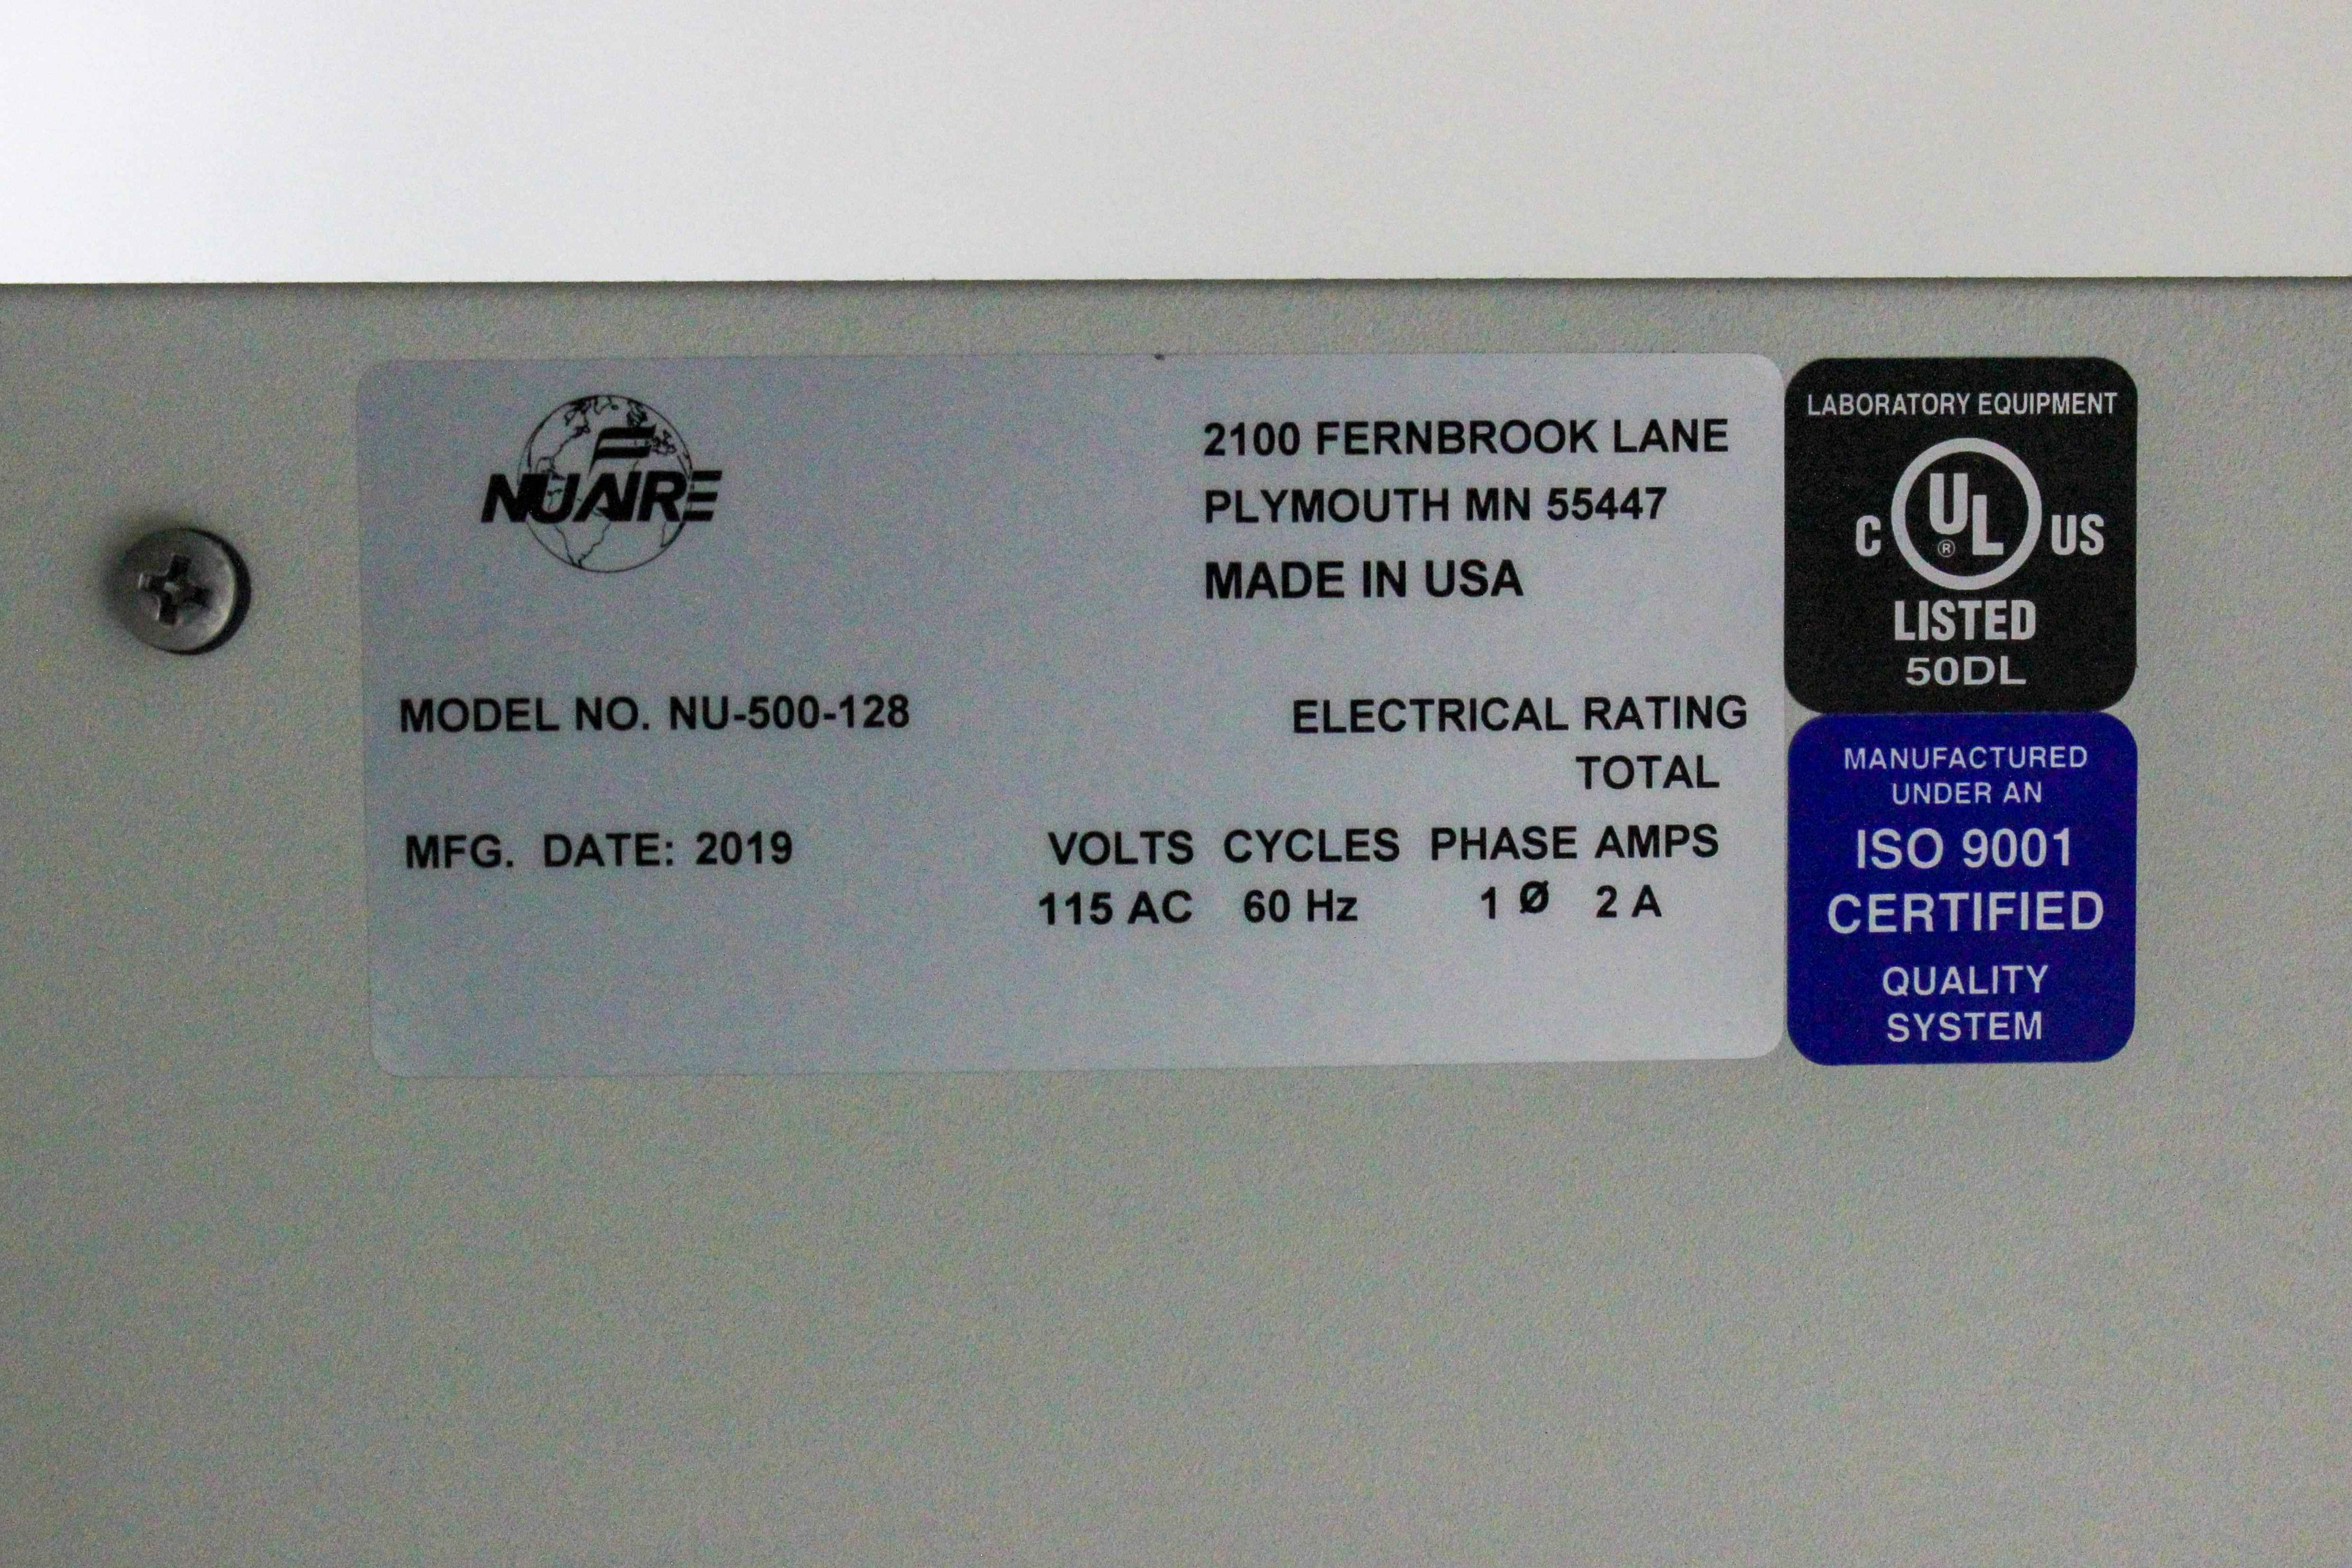 NUAIRE
2100 FERNBROOK LANE
PLYMOUTH MN 55447
MADE IN USA
MODEL NO. NU-500-128
ELECTRICAL RATING
TOTAL
MFG. DATE: 2019
VOLTS CYCLES PHASE AMPS
115 AC 60 Hz 1 Ø 2 A
LABORATORY EQUIPMENT
C UL ® US
LISTED
50DL
MANUFACTURED
UNDER AN
ISO 9001
CERTIFIED
QUALITY
SYSTEM